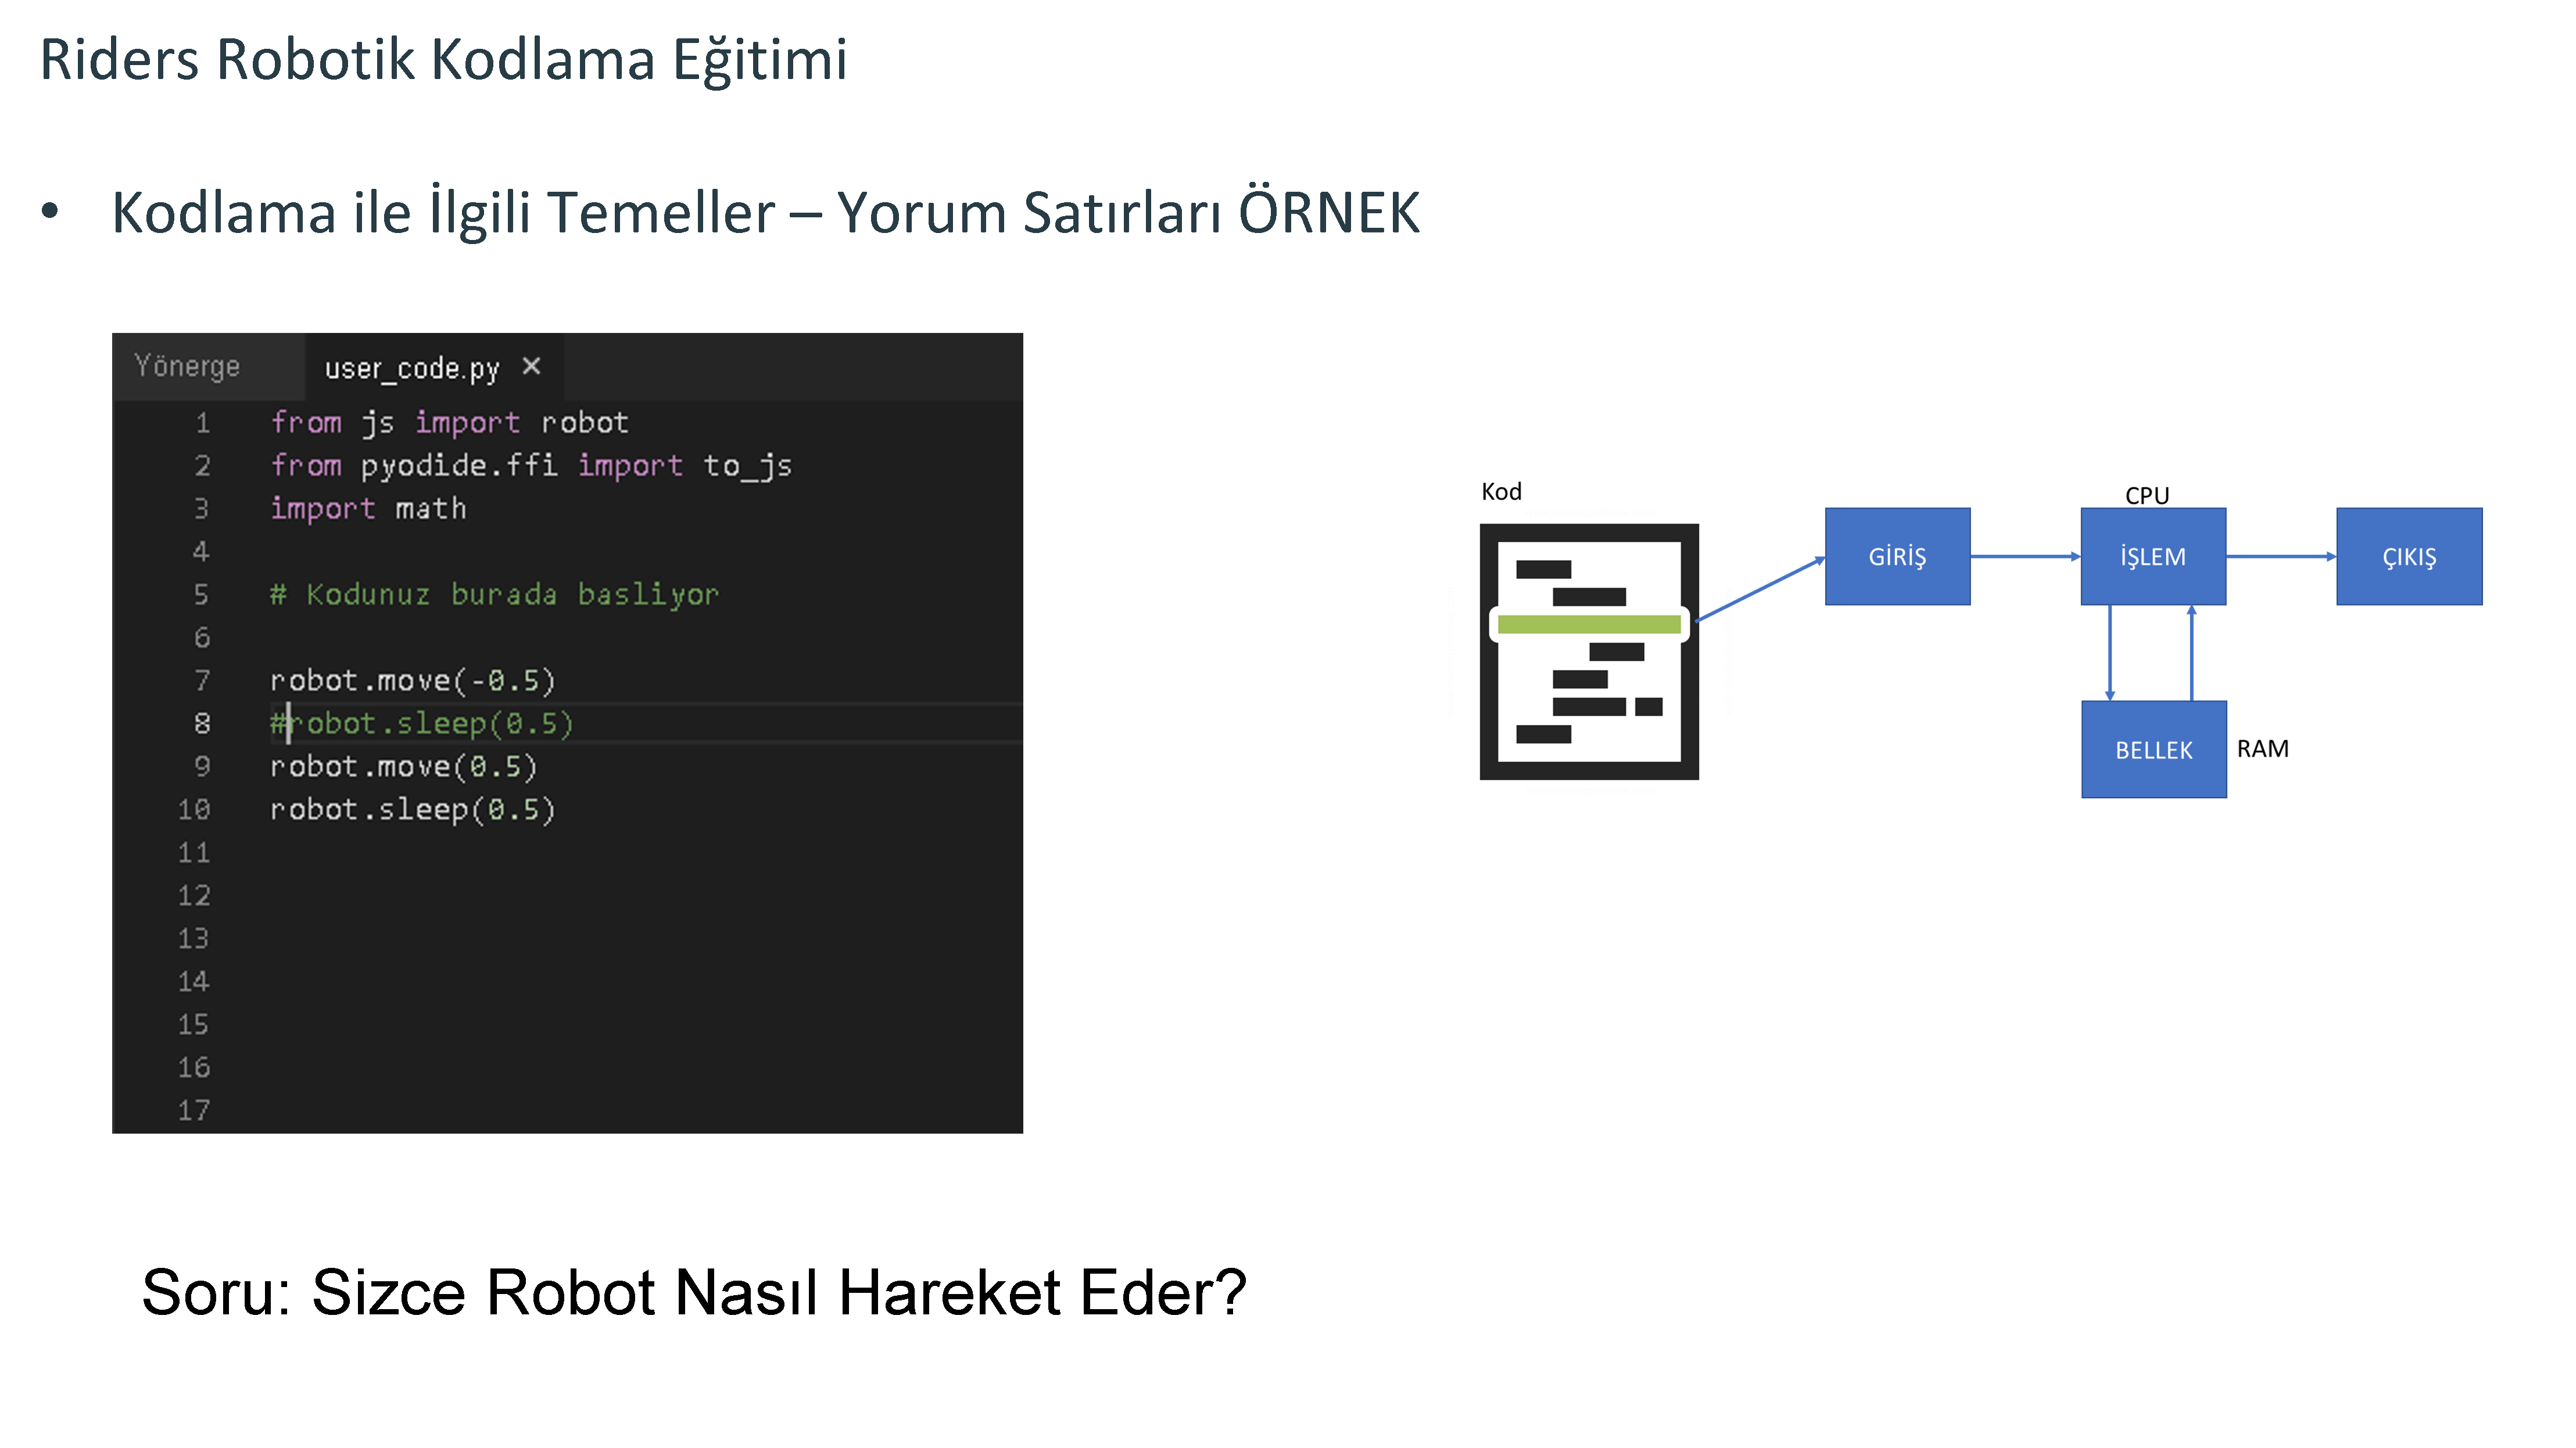 Riders Robotik Kodlama Eğitimi
• Kodlama ile İlgili Temeller – Yorum Satırları ÖRNEK
Yönerge user_code.py ×
1 from js import robot
2 from pyodide.ffi import to_js
3 import math
4
5 # Kodunuz burada basliyor
6
7 robot.move(-0.5)
8 #robot.sleep(0.5)
9 robot.move(0.5)
10 robot.sleep(0.5)
11
12
13
14
15
16
17
Kod
CPU
GİRİŞ
İŞLEM
ÇIKIŞ
BELLEK
RAM
Soru: Sizce Robot Nasıl Hareket Eder?